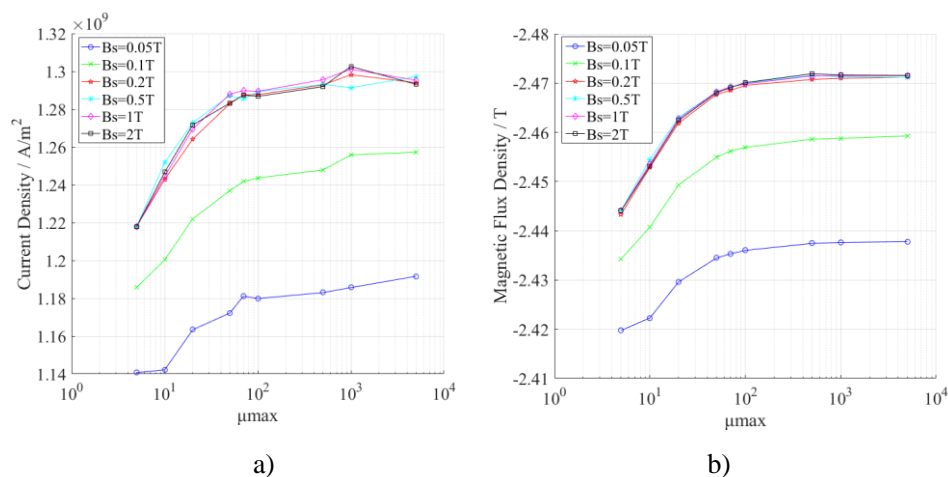 a)
×10⁹
Current Density / A/m²
1.32
1.3
1.28
1.26
1.24
1.22
1.2
1.18
1.16
1.14
Bs=0.05T
Bs=0.1T
Bs=0.2T
Bs=0.5T
Bs=1T
Bs=2T
10⁰
10¹
10²
10³
10⁴
µmax
a)
b)
Magnetic Flux Density / T
-2.48
-2.47
-2.46
-2.45
-2.44
-2.43
-2.42
-2.41
Bs=0.05T
Bs=0.1T
Bs=0.2T
Bs=0.5T
Bs=1T
Bs=2T
10⁰
10¹
10²
10³
10⁴
µmax
b)